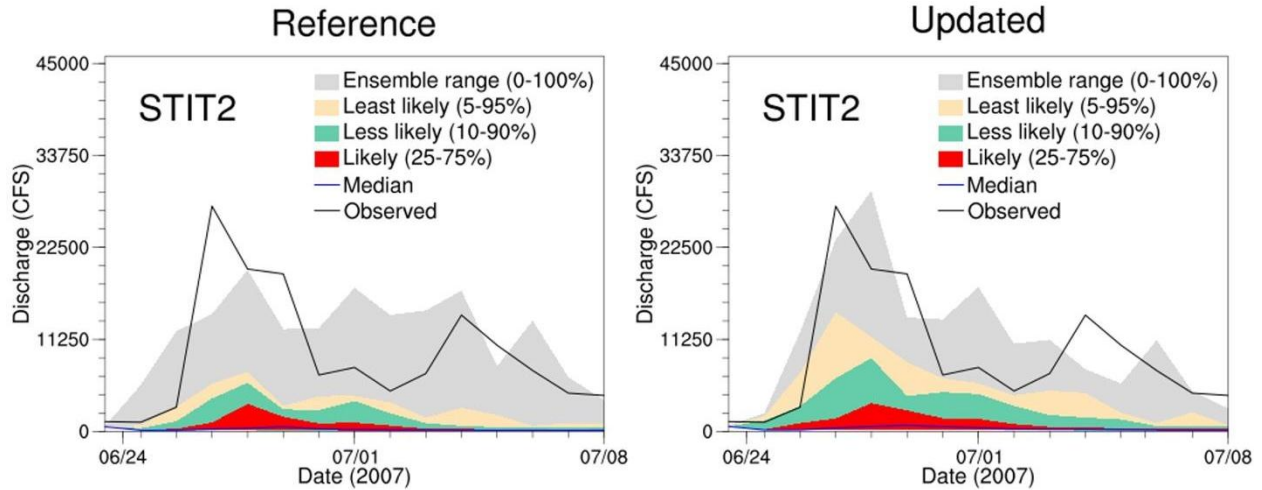 Reference
45000
33750
22500
11250
0
Discharge (CFS)
STIT2
Ensemble range (0-100%)
Least likely (5-95%)
Less likely (10-90%)
Likely (25-75%)
Median
Observed
06/24
07/01
07/08
Date (2007)
Updated
45000
33750
22500
11250
0
Discharge (CFS)
STIT2
Ensemble range (0-100%)
Least likely (5-95%)
Less likely (10-90%)
Likely (25-75%)
Median
Observed
06/24
07/01
07/08
Date (2007)